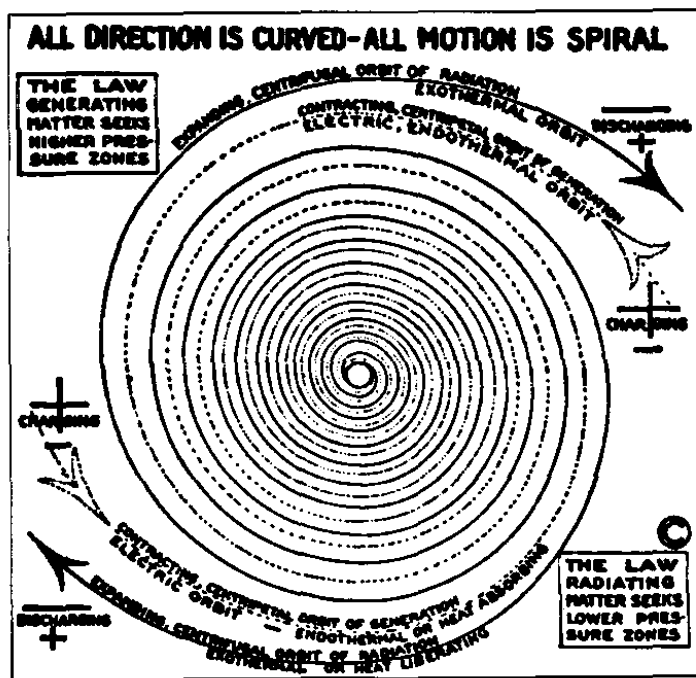 ALL DIRECTION IS CURVED-ALL MOTION IS SPIRAL
THE LAW
GENERATING
MATTER SEEKS
HIGHER PRES-
SURE ZONES
EXPANDING, CENTRIFUSAL ORBIT OF RADIATION
EXOTHERMAL ORBIT
CONTRACTING, CENTRIPETAL ORBIT OF GENERATION
ELECTRIC, ENDOTHERMAL ORBIT
—
DISCHARGING
+
+
CHARGING
—
+
CHARGING
—
—
DISCHARGING
+
CONTRACTING, CENTRIPETAL ORBIT OF GENERATION
ELECTRIC ORBIT — ENDOTHERMAL OR HEAT ABSORBING
EXPANDING, CENTRIFUSAL ORBIT OF RADIATION
EXOTHERMAL OR HEAT LIBERATING
©
THE LAW
RADIATING
MATTER SEEKS
LOWER PRES-
SURE ZONES